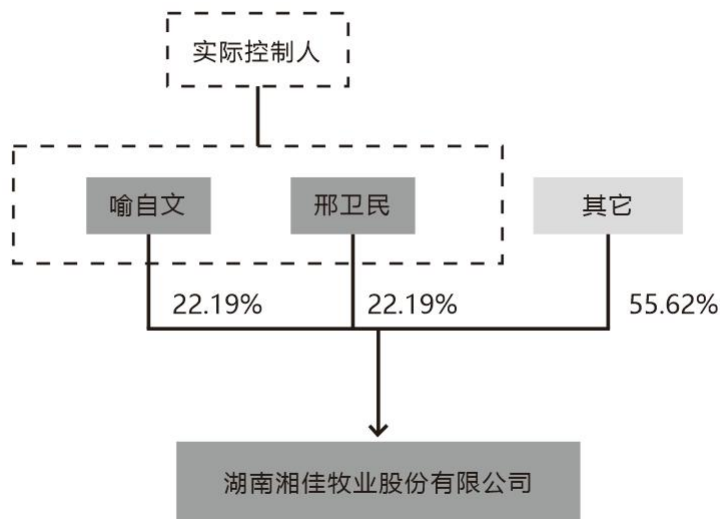 实际控制人
喻自文
邢卫民
其它
22.19%
22.19%
55.62%
湖南湘佳牧业股份有限公司